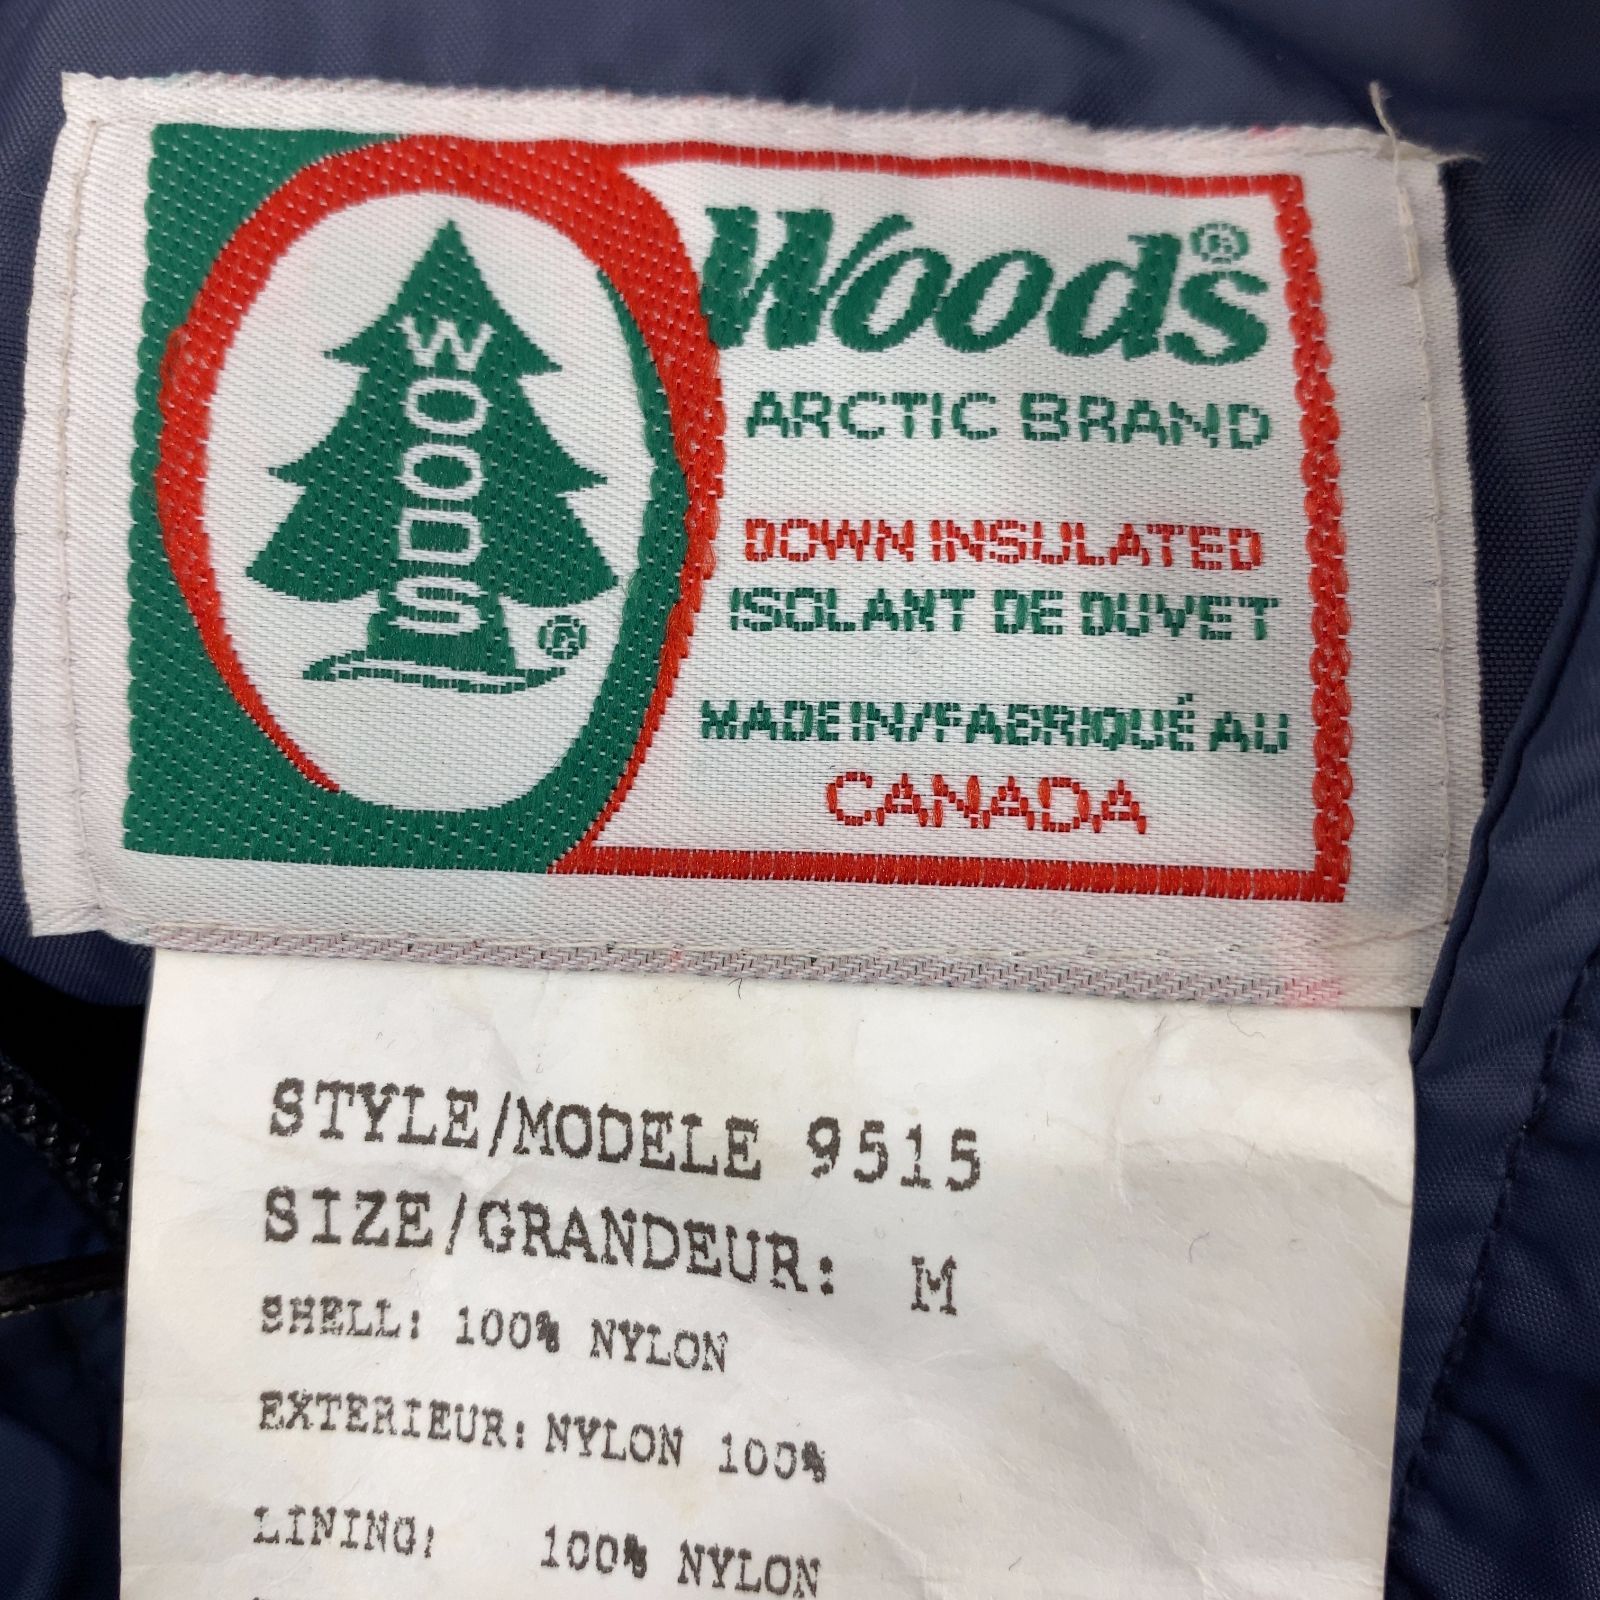 WOODS
®
Woods®
ARCTIC BRAND
DOWN INSULATED
ISOLANT DE DUVET
MADE IN/FABRIQUÉ AU
CANADA
STYLE/MODELE 9515
SIZE/GRANDEUR: M
SHELL: 100% NYLON
EXTERIEUR: NYLON 100%
LINING: 100% NYLON